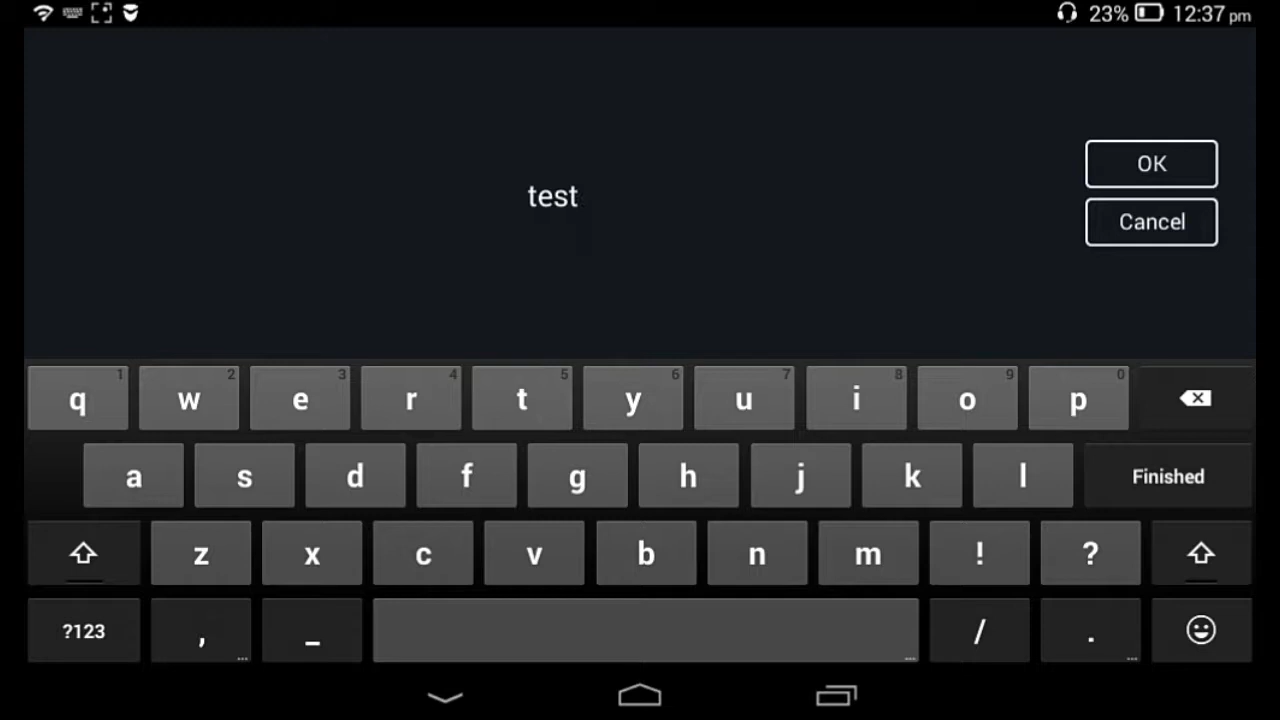 23% 12:37 pm
OK
test
Cancel
1 2 3 4 5 6 7 8 9 0
q w e r t y u i o p
a s d f g h j k l Finished
z x c v b n m ! ?
?123 , _ / .